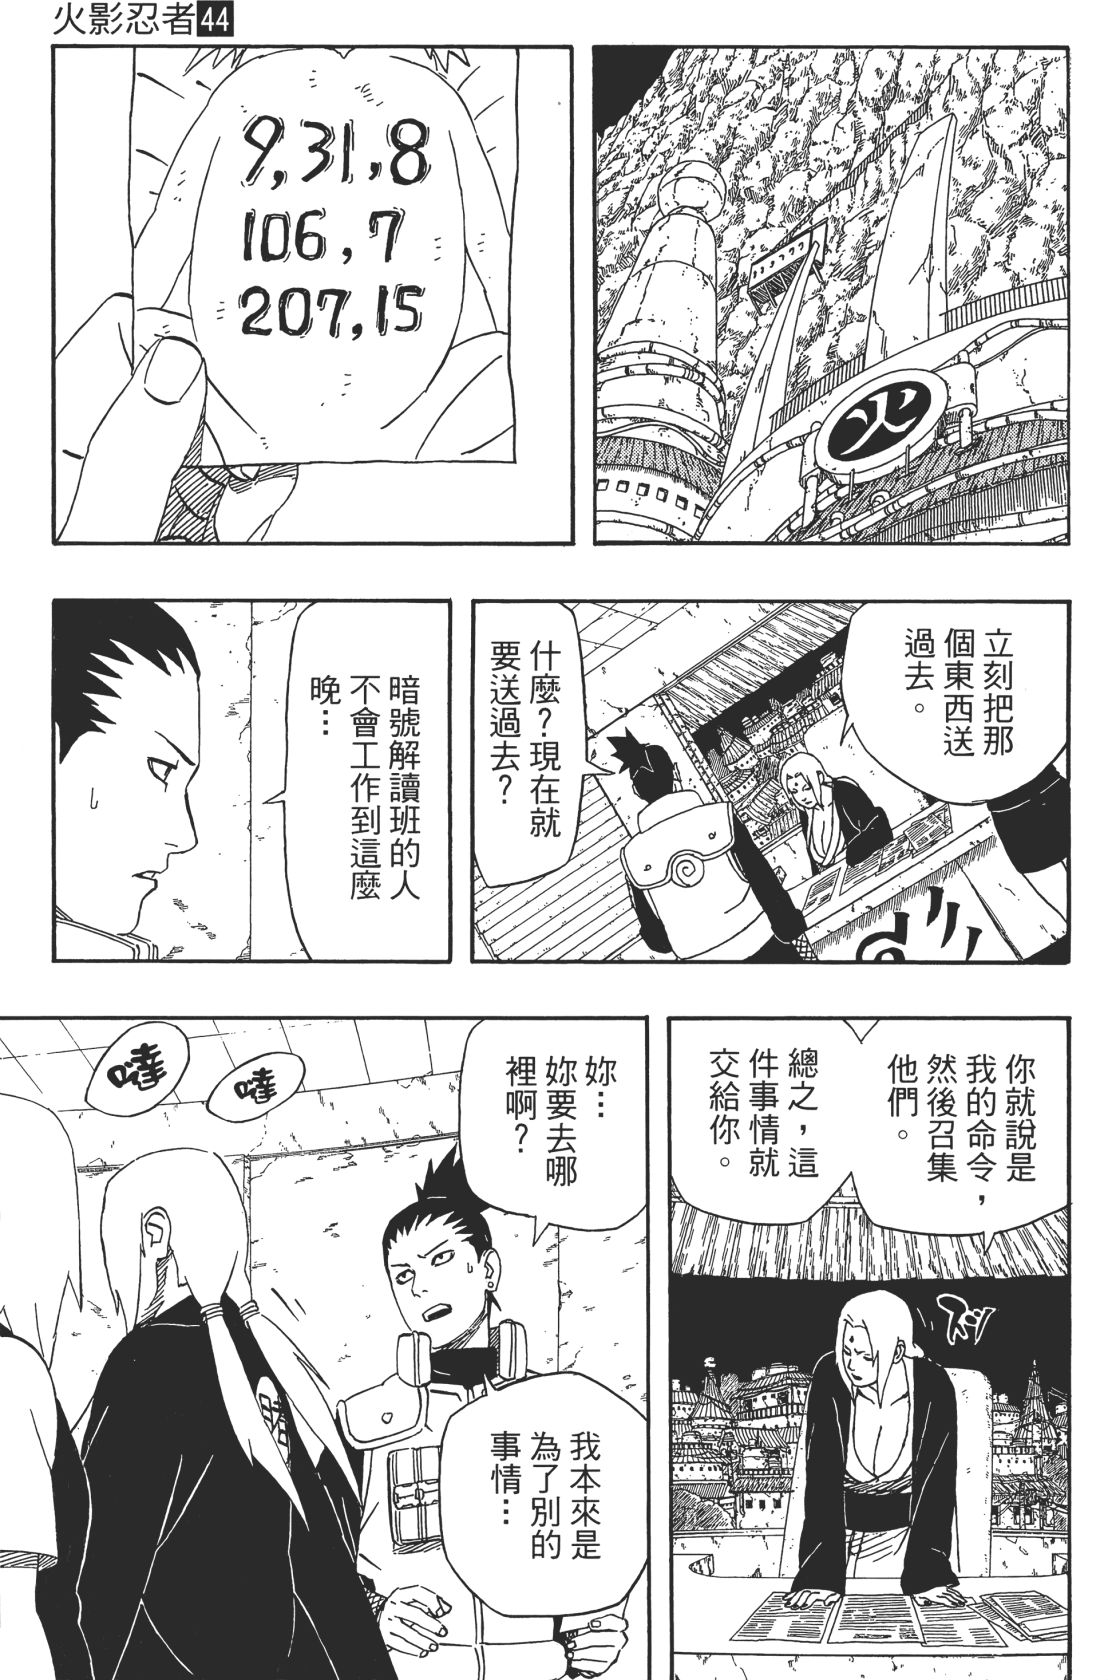 火影忍者44
火
9,31,8
106,7
207,15
立刻把那
個東西送
過去。
什麼?現在就
要送過去?
暗號解讀班的人
不會工作到這麼
晚…
你就說是
我的命令,
然後召集
他們。
總之,這
件事情就
交給你。
妳…
妳要去哪
裡啊?
我本來是
為了別的
事情…
噠
噠